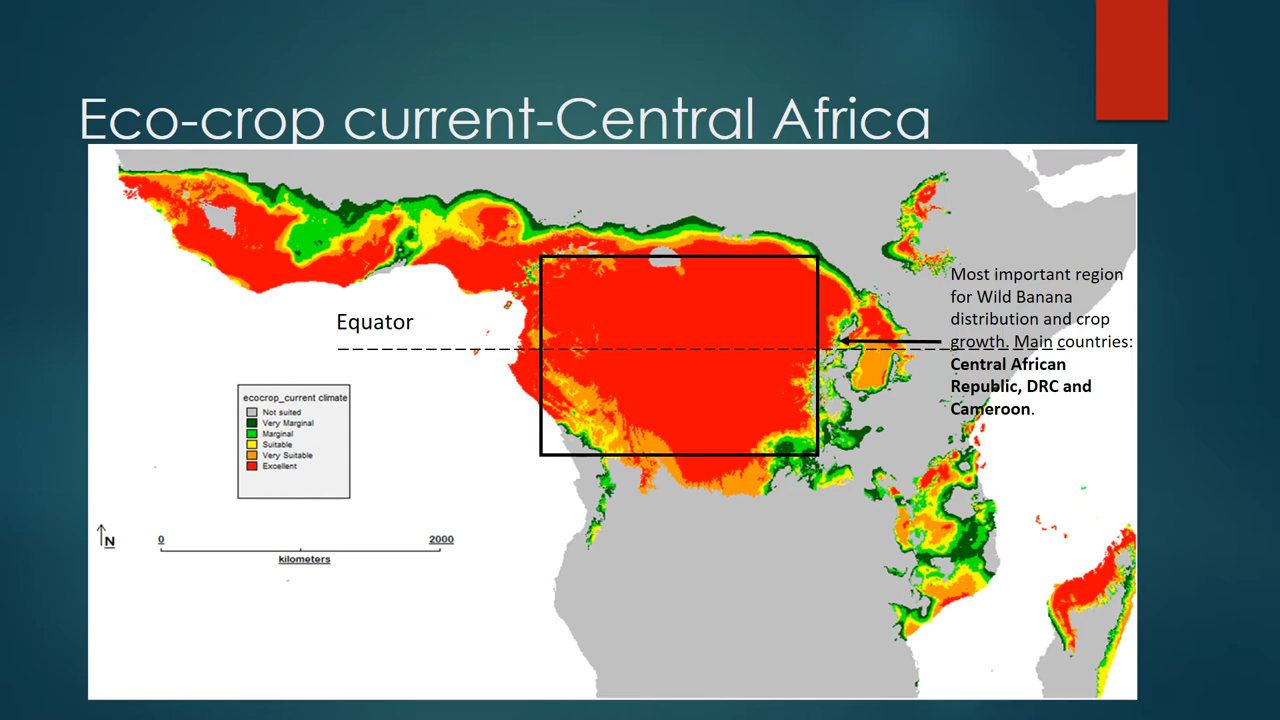 Eco-crop current-Central Africa
Most important region
for Wild Banana
distribution and crop
growth. Main countries:
Central African
Republic, DRC and
Cameroon.
Equator
ecocrop_current climate
Not suited
Very Marginal
Marginal
Suitable
Very Suitable
Excellent
N
0 2000
kilometers